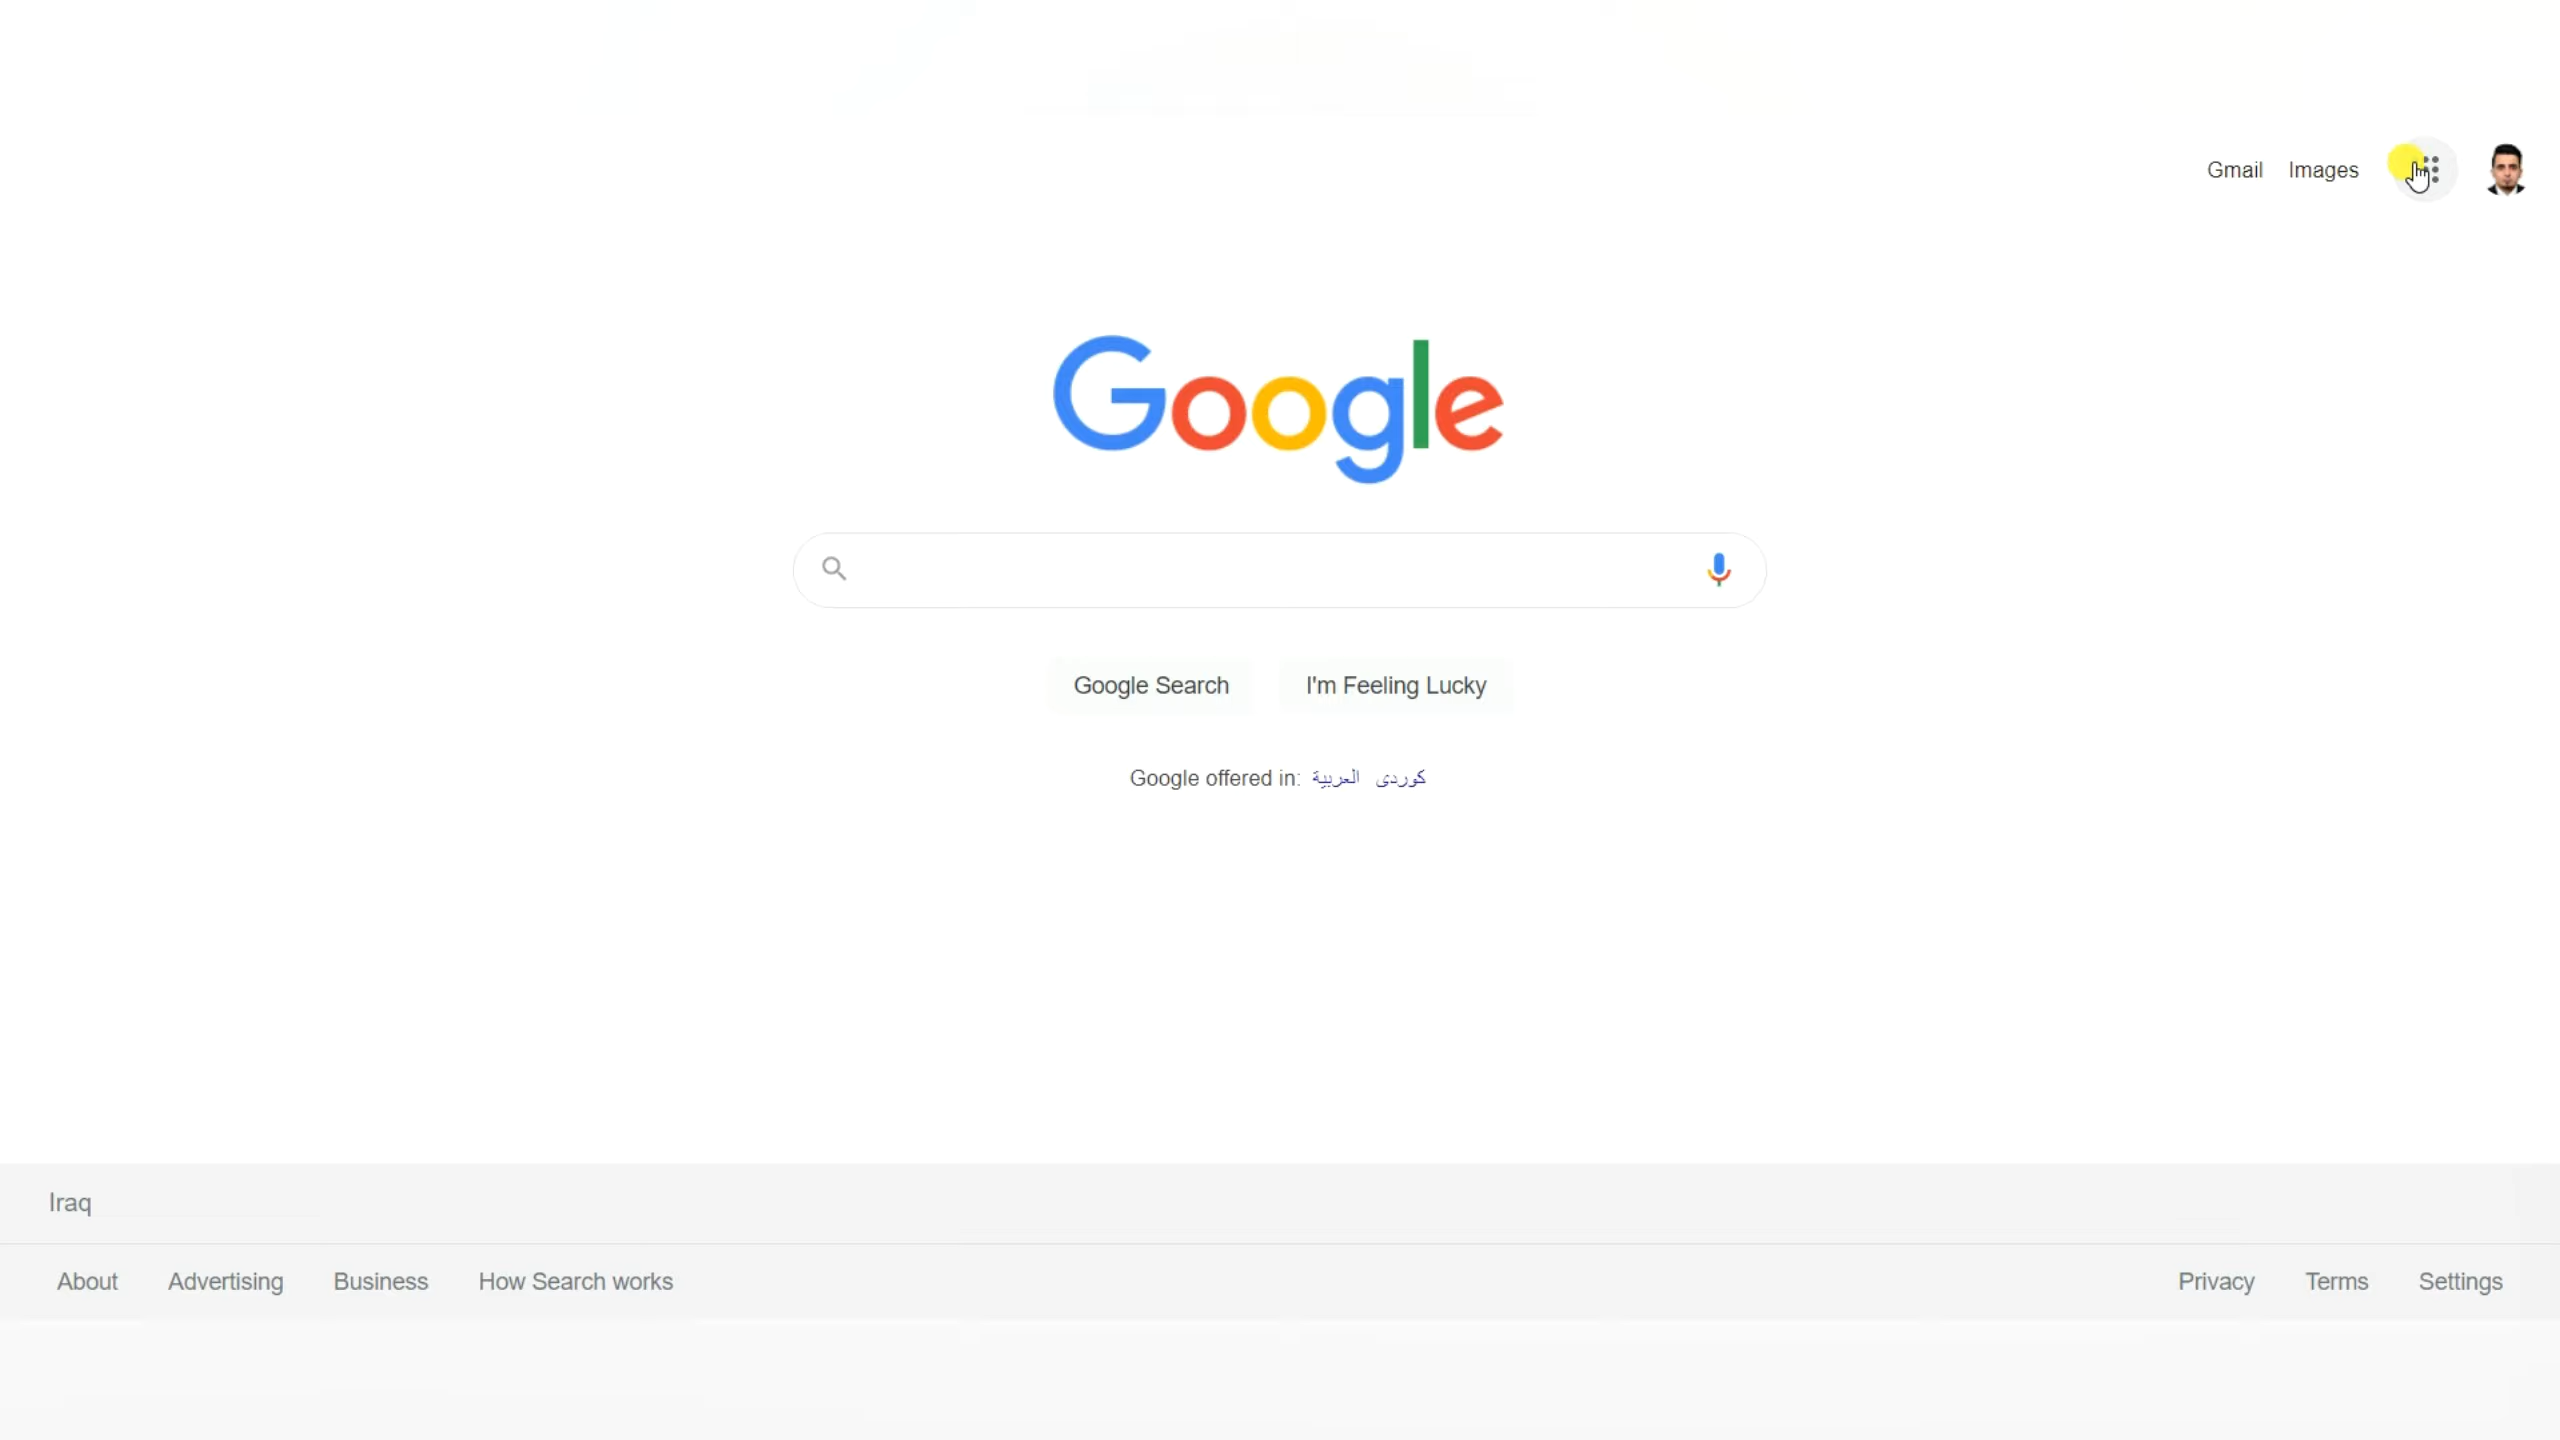 Gmail Images
Google
Google Search I'm Feeling Lucky
Google offered in: العربية كوردی
Iraq
About Advertising Business How Search works Privacy Terms Settings